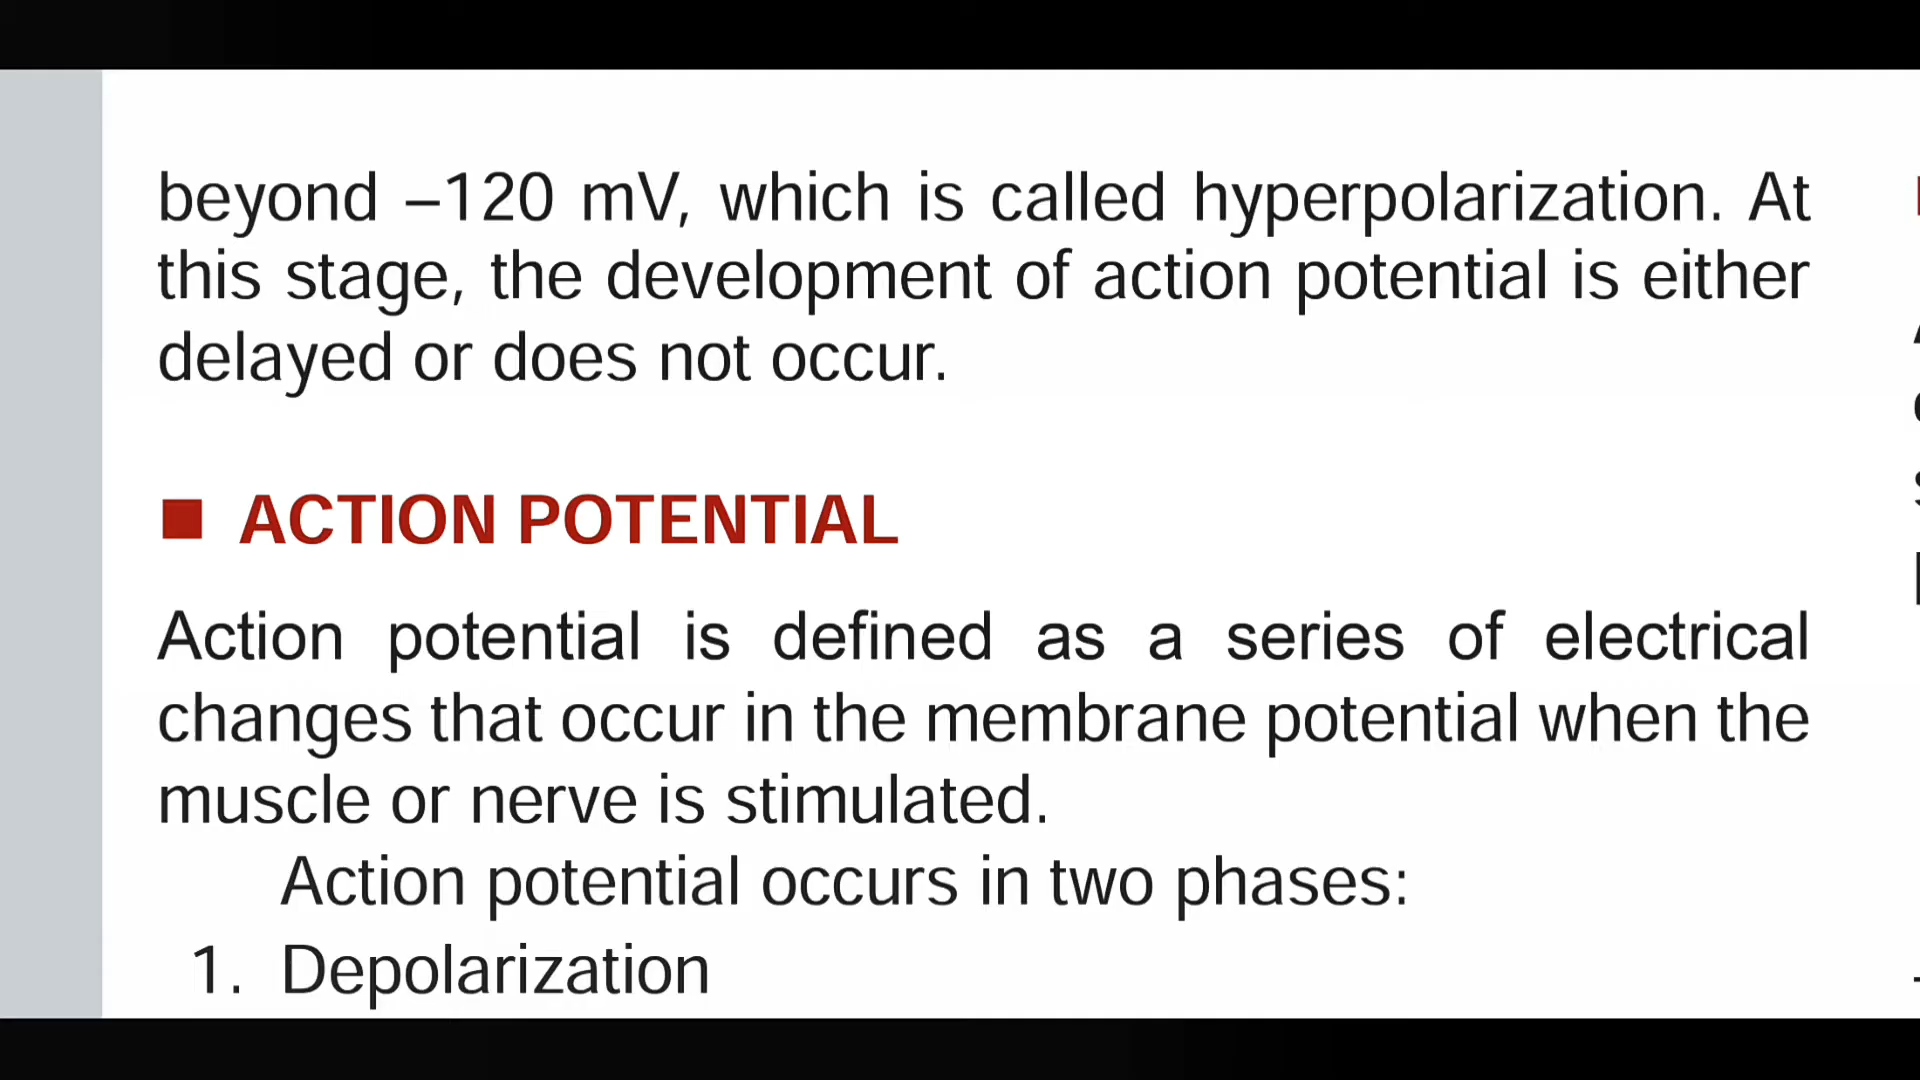 beyond –120 mV, which is called hyperpolarization. At
this stage, the development of action potential is either
delayed or does not occur.
■ ACTION POTENTIAL
Action potential is defined as a series of electrical
changes that occur in the membrane potential when the
muscle or nerve is stimulated.
Action potential occurs in two phases:
1. Depolarization